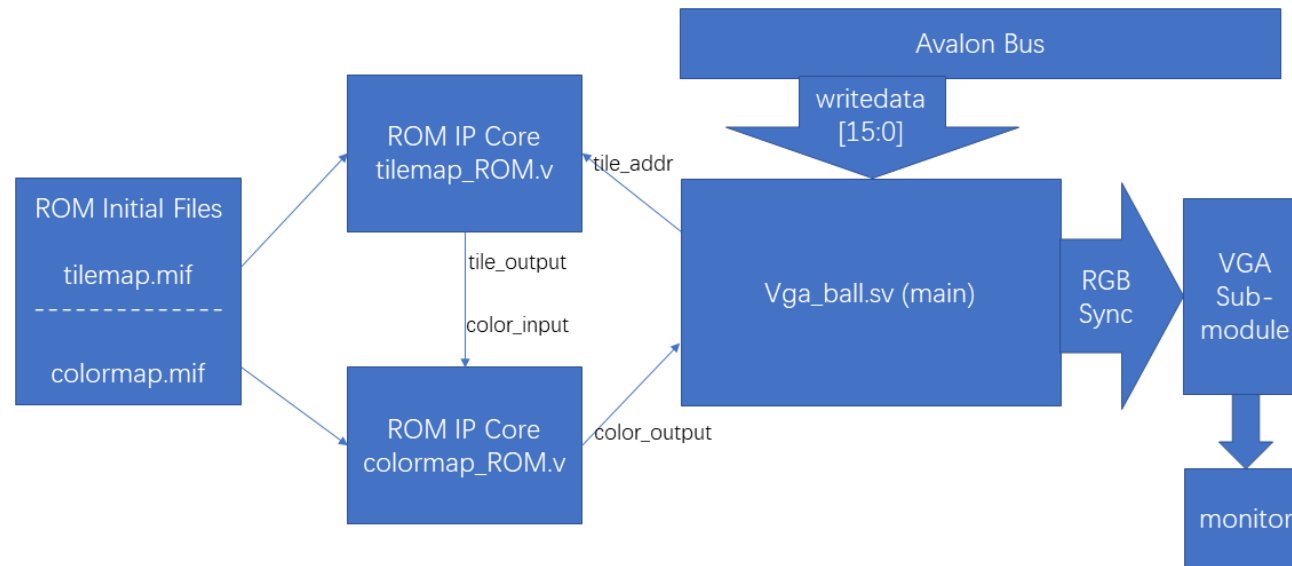 Avalon Bus
writedata
[15:0]
ROM IP Core
tilemap_ROM.v
tile_addr
ROM Initial Files
tilemap.mif
--------------
colormap.mif
tile_output
color_input
Vga_ball.sv (main)
RGB
Sync
VGA
Sub-
module
ROM IP Core
colormap_ROM.v
color_output
monitor